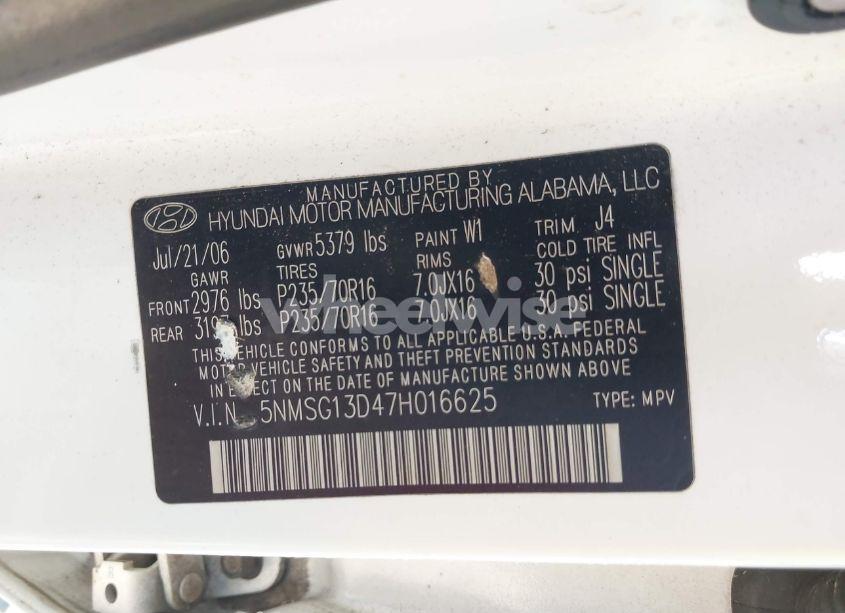 MANUFACTURED BY
HYUNDAI MOTOR MANUFACTURING ALABAMA, LLC
Jul/21/06 GVWR 5379 lbs PAINT W1 TRIM J4
GAWR TIRES RIMS COLD TIRE INFL
FRONT 2976 lbs P235/70R16 7.0JX16 30 psi SINGLE
REAR lbs P235/70R16 7.0JX16 30 psi SINGLE
THIS VEHICLE CONFORMS TO ALL APPLICABLE U.S.A. FEDERAL
MOTOR VEHICLE SAFETY AND THEFT PREVENTION STANDARDS
IN EFFECT ON THE DATE OF MANUFACTURE SHOWN ABOVE
V.I.N. 5NMSG13D47H016625 TYPE: MPV
wheelwise